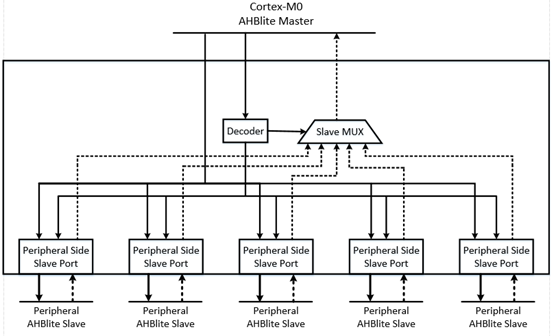 Cortex-M0
AHBlite Master
Decoder
Slave MUX
Peripheral Side
Slave Port
Peripheral Side
Slave Port
Peripheral Side
Slave Port
Peripheral Side
Slave Port
Peripheral Side
Slave Port
Peripheral
AHBlite Slave
Peripheral
AHBlite Slave
Peripheral
AHBlite Slave
Peripheral
AHBlite Slave
Peripheral
AHBlite Slave